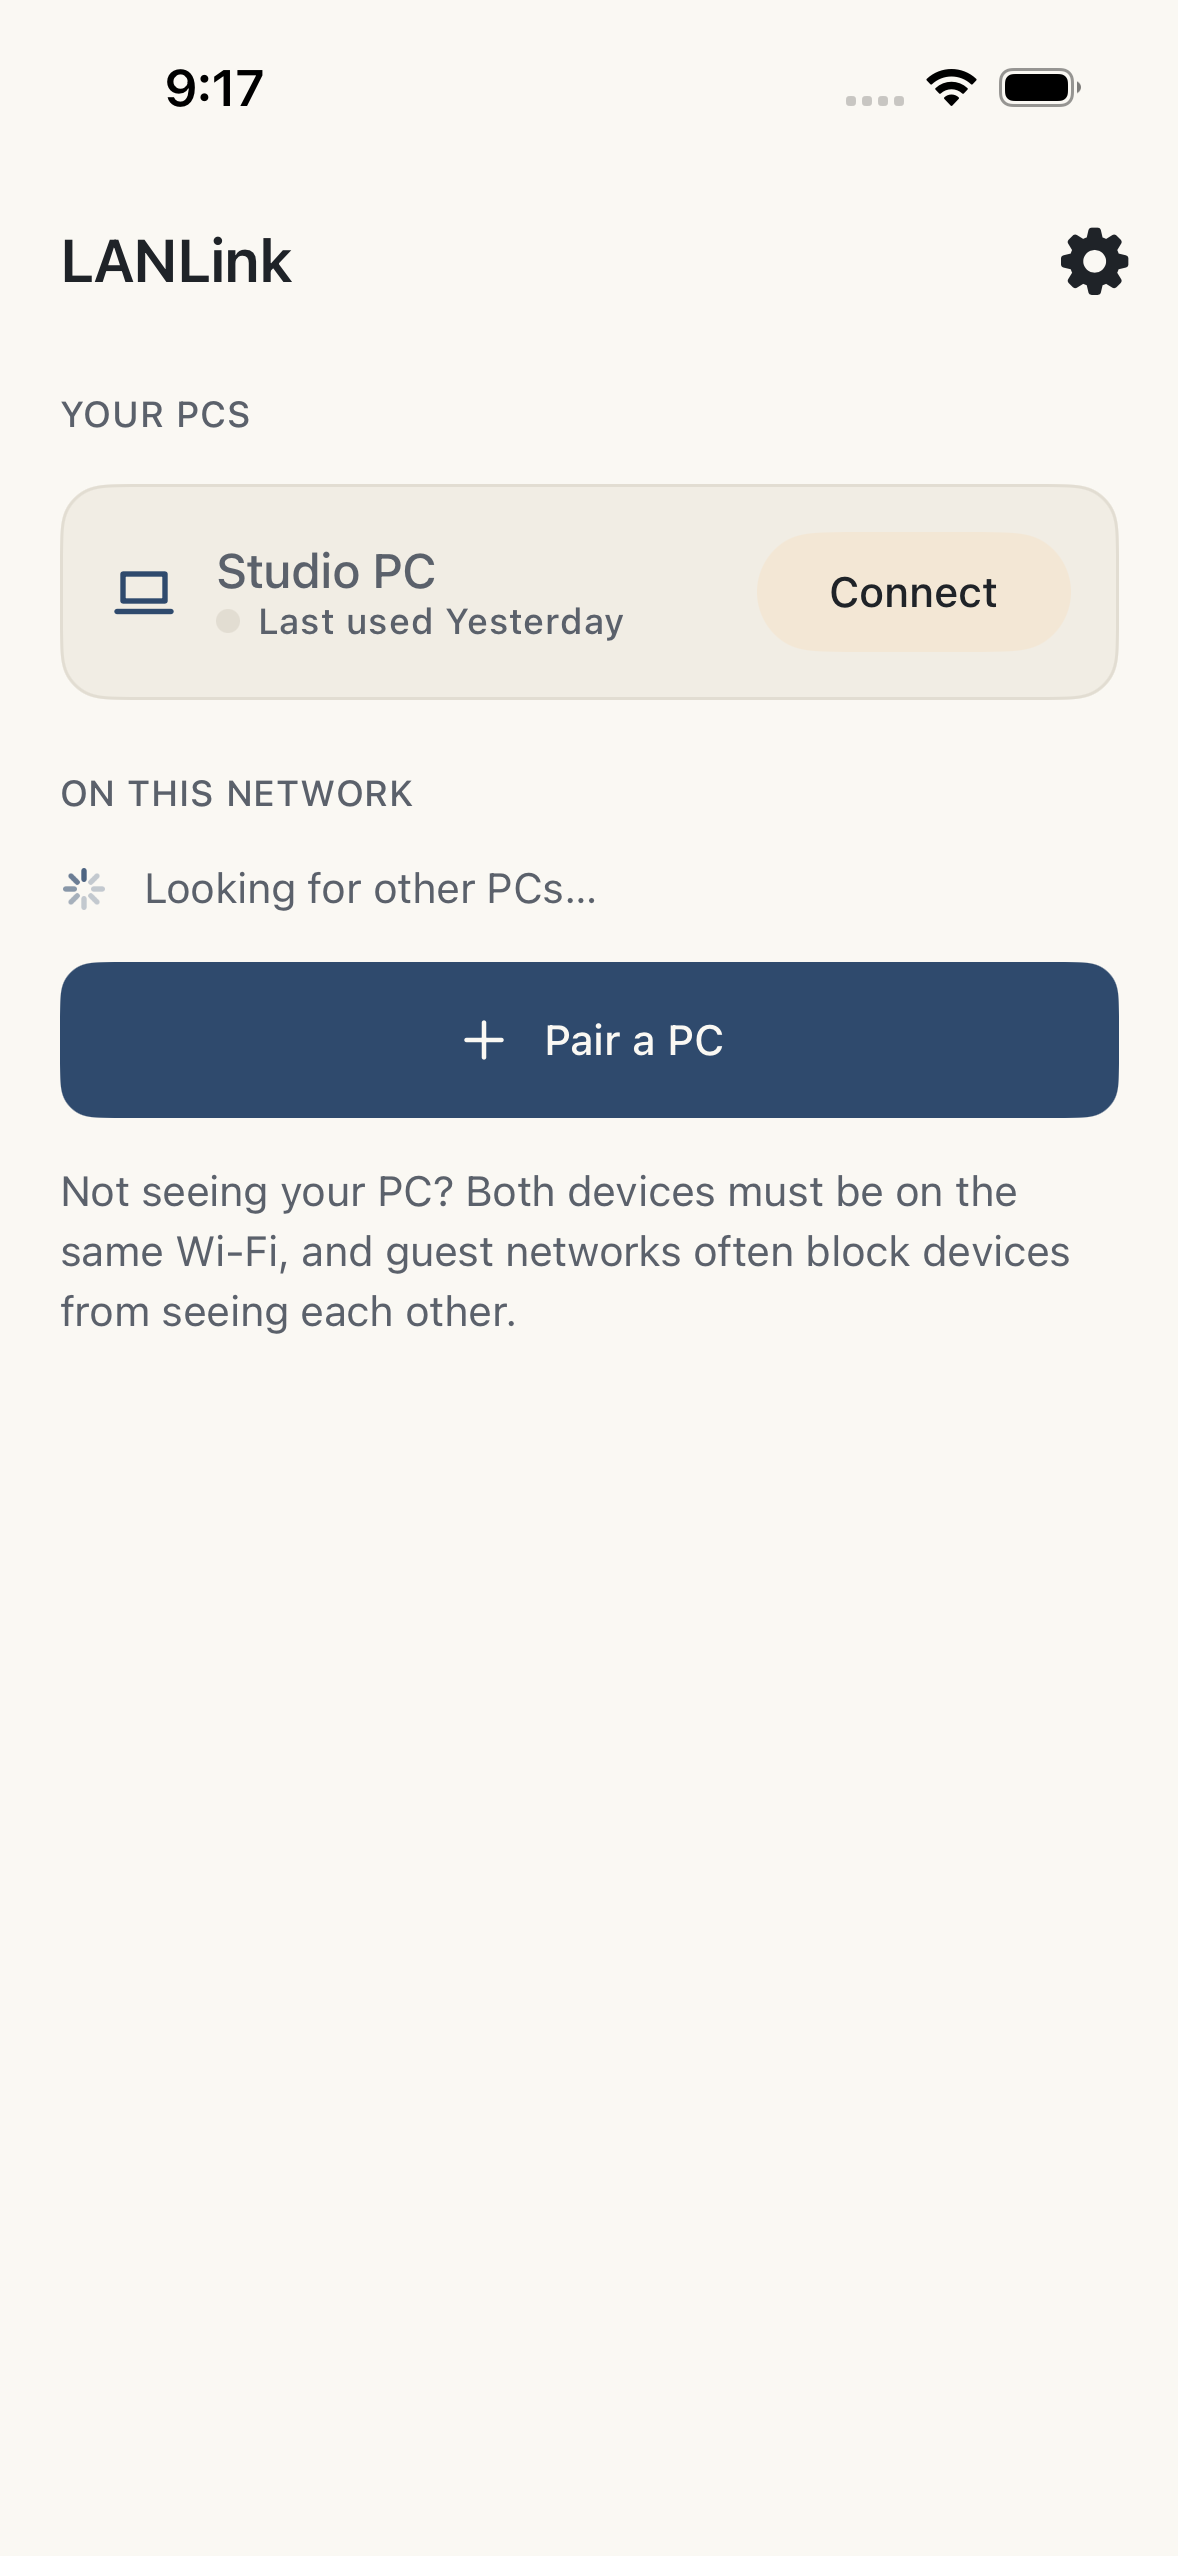 9:17
LANLink
YOUR PCS
Studio PC
Last used Yesterday
Connect
ON THIS NETWORK
Looking for other PCs...
Pair a PC
Not seeing your PC? Both devices must be on the
same Wi-Fi, and guest networks often block devices
from seeing each other.